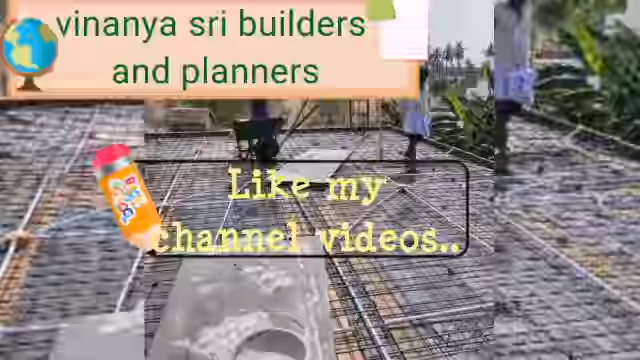 vinanya sri builders
and planners
Like my
channel videos..